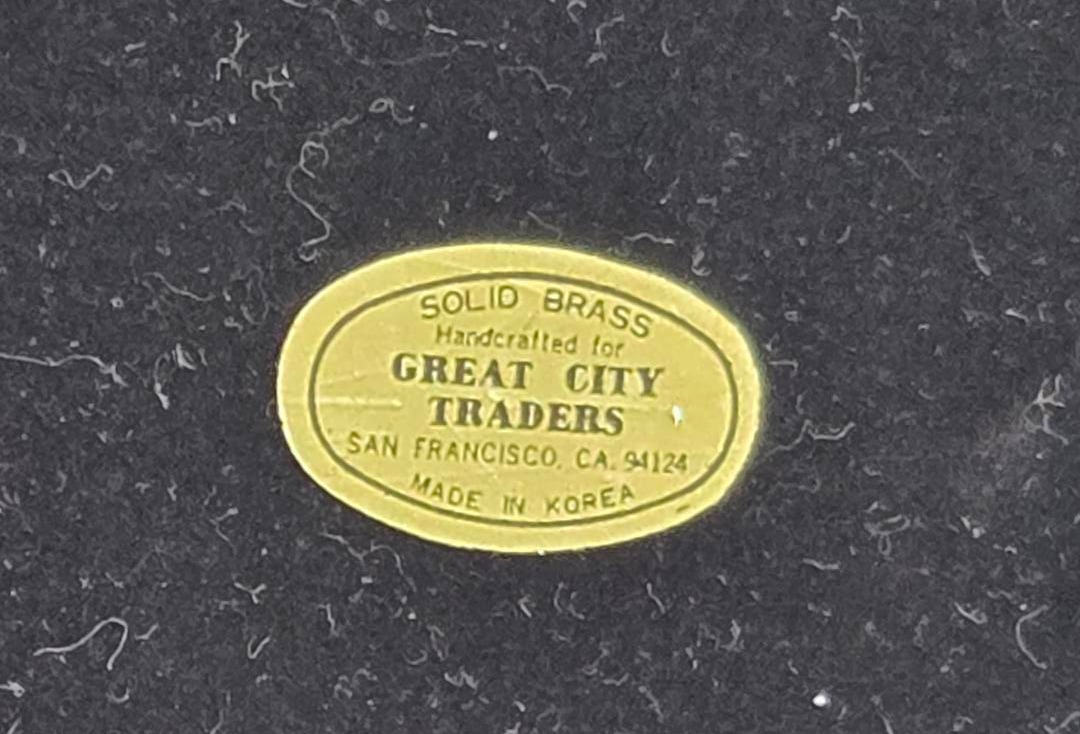 SOLID BRASS
Handcrafted for
GREAT CITY
TRADERS
SAN FRANCISCO, CA. 94124
MADE IN KOREA